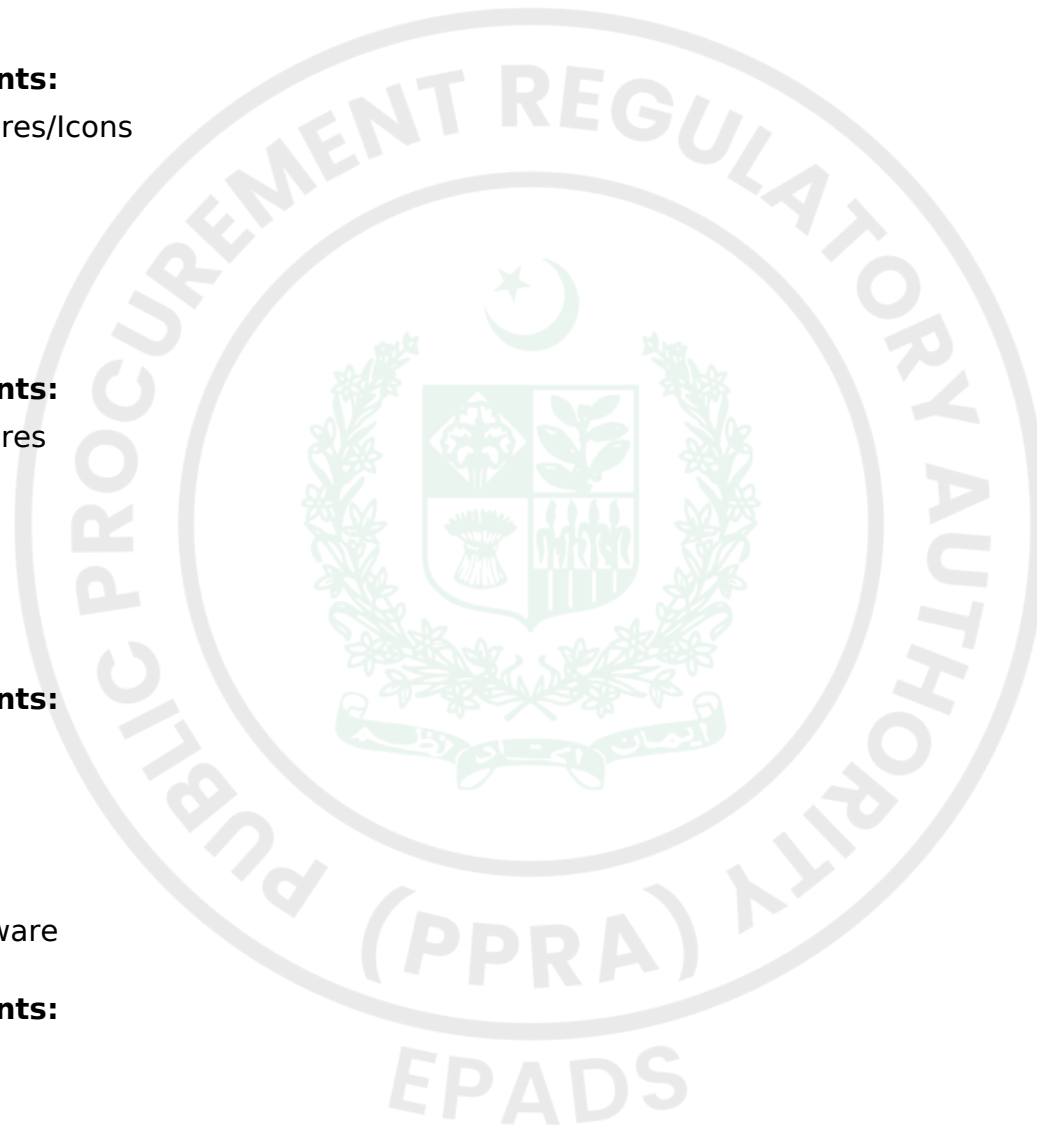 nts:
res/Icons
nts:
res
nts:
ware
nts:
PUBLIC PROCUREMENT REGULATORY AUTHORITY
(PPRA)
EPADS